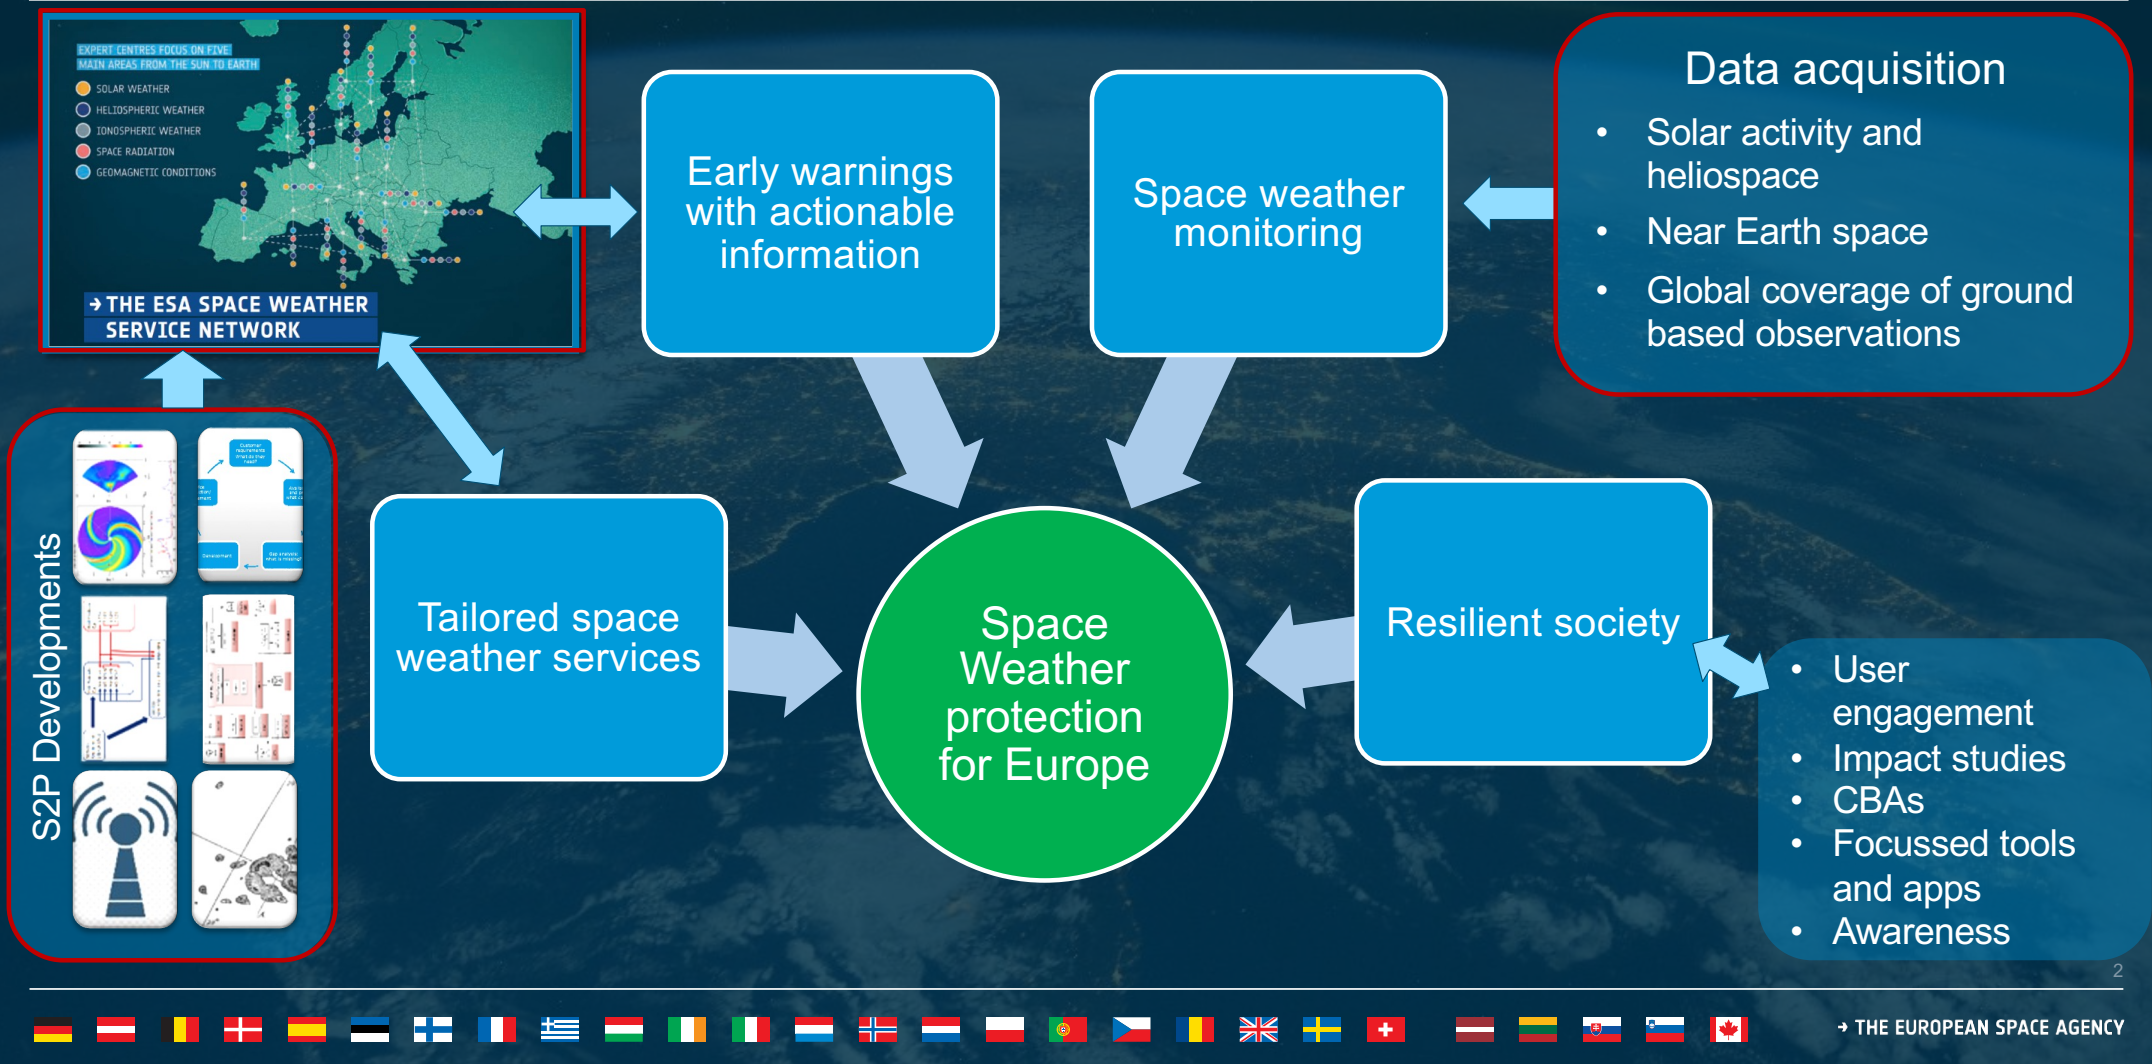 EXPERT CENTRES FOCUS ON FIVE
MAIN AREAS FROM THE SUN TO EARTH
SOLAR WEATHER
HELIOSPHERIC WEATHER
IONOSPHERIC WEATHER
SPACE RADIATION
GEOMAGNETIC CONDITIONS
→ THE ESA SPACE WEATHER
SERVICE NETWORK
Early warnings
with actionable
information
Space weather
monitoring
Data acquisition
• Solar activity and
heliospace
• Near Earth space
• Global coverage of ground
based observations
S2P Developments
Customer
requirements
Tailored space
weather services
Space
Weather
protection
for Europe
Resilient society
• User
engagement
• Impact studies
• CBAs
• Focussed tools
and apps
• Awareness
2
→ THE EUROPEAN SPACE AGENCY